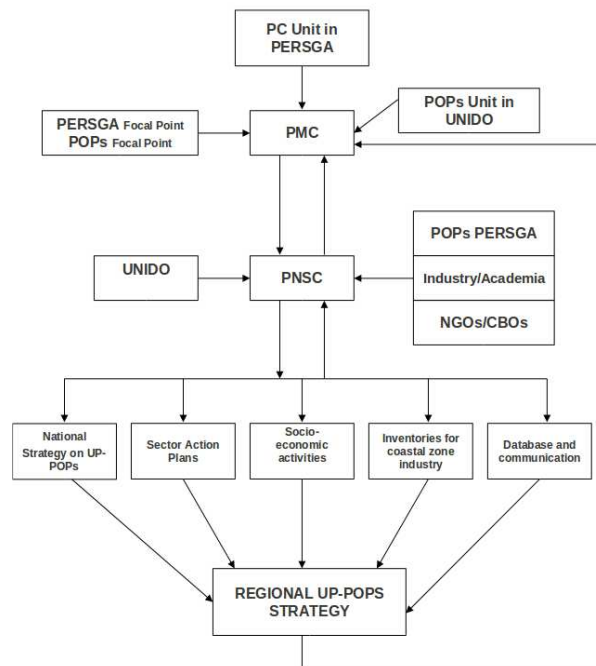 PC Unit in
PERSGA
POPs Unit in
UNIDO
PERSGA Focal Point
POPs Focal Point
PMC
POPs PERSGA
UNIDO
PNSC
Industry/Academia
NGOs/CBOs
National
Strategy on UP-
POPs
Sector Action
Plans
Socio-
economic
activities
Inventories for
coastal zone
industry
Database and
communication
REGIONAL UP-POPS
STRATEGY